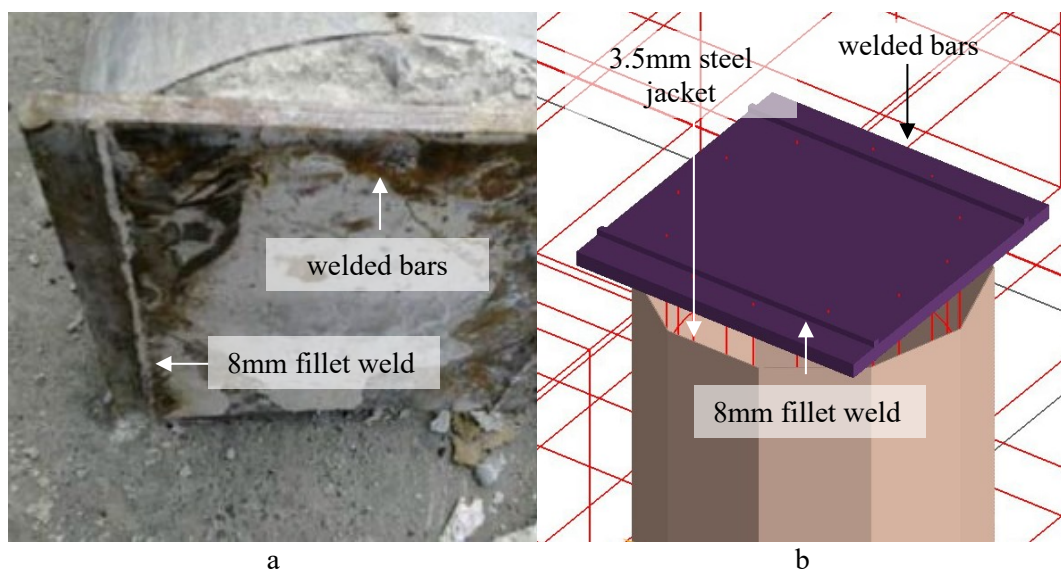 welded bars
8mm fillet weld
a
3.5mm steel
jacket
welded bars
8mm fillet weld
b